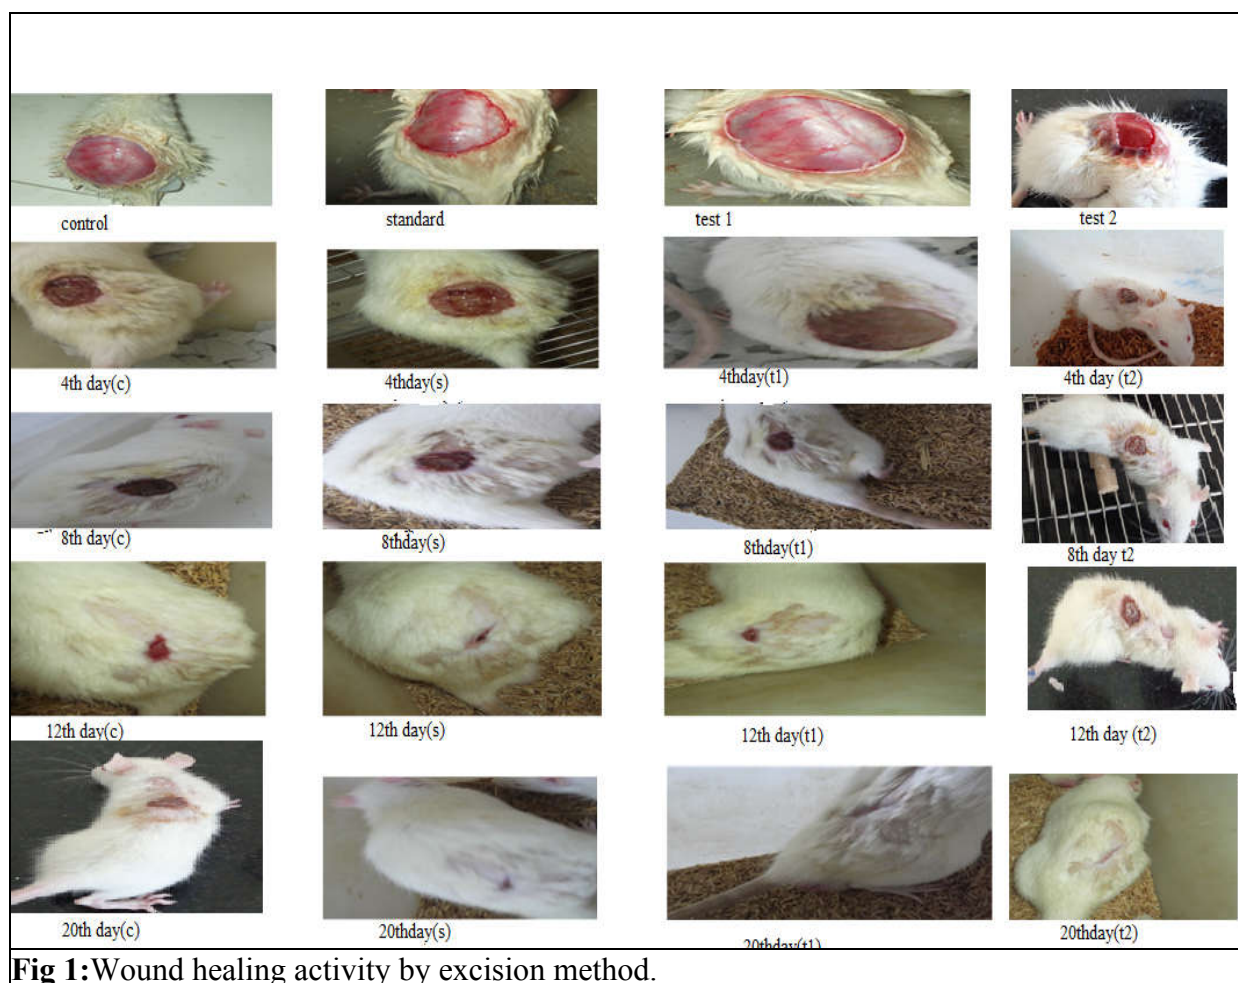 control standard test 1 test 2
4th day(c) 4thday(s) 4thday(t1) 4th day (t2)
8th day(c) 8thday(s) 8thday(t1) 8th day t2
12th day(c) 12th day(s) 12th day(t1) 12th day (t2)
20th day(c) 20thday(s) 20thday(t1) 20thday(t2)
Fig 1:Wound healing activity by excision method.